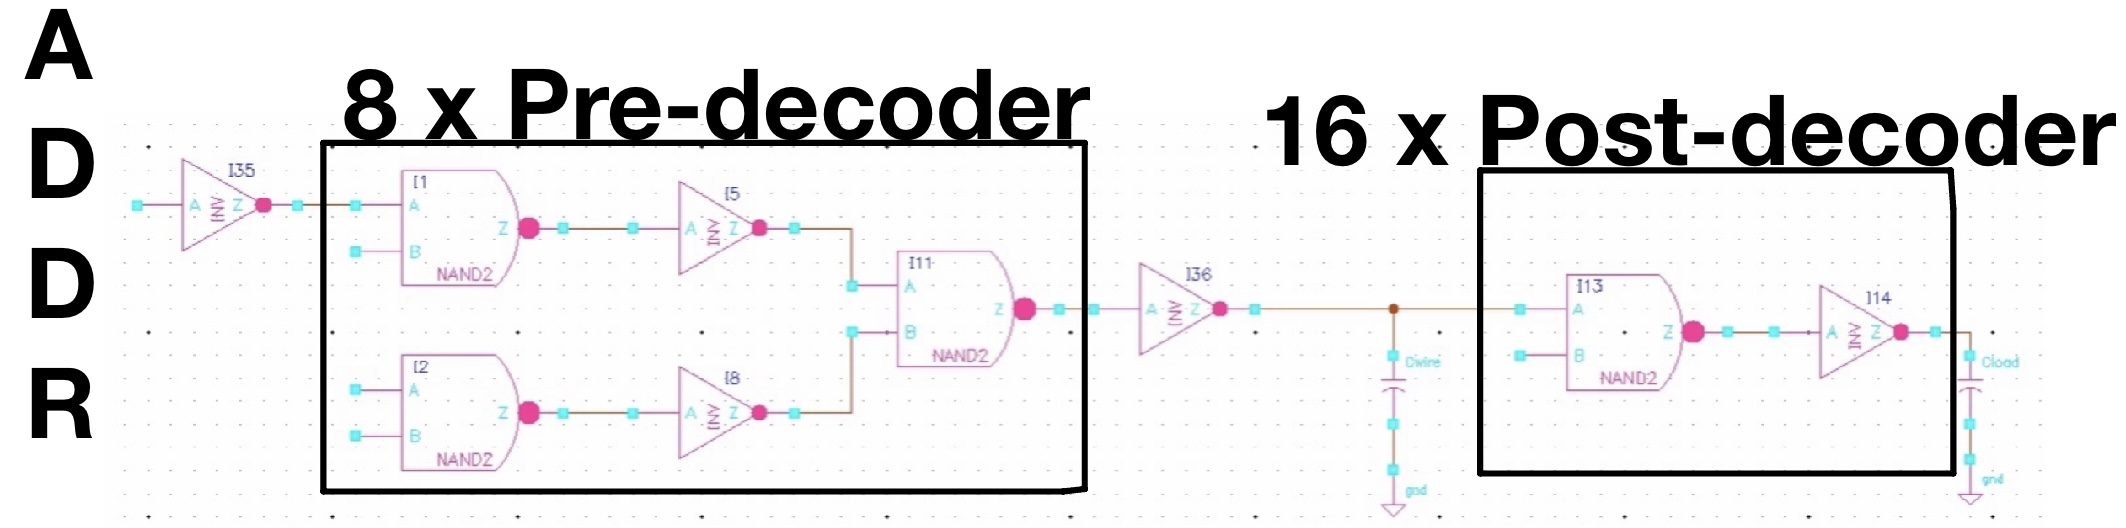 A
D
D
R
8 x Pre-decoder
16 x Post-decoder
I35
A INV Z
I1
A
B
Z
NAND2
I5
A INV Z
I2
A
B
Z
NAND2
I8
A INV Z
I11
A
B
Z
NAND2
I36
A INV Z
Cwire
gnd
I13
A
B
Z
NAND2
I14
A INV Z
Cload
gnd